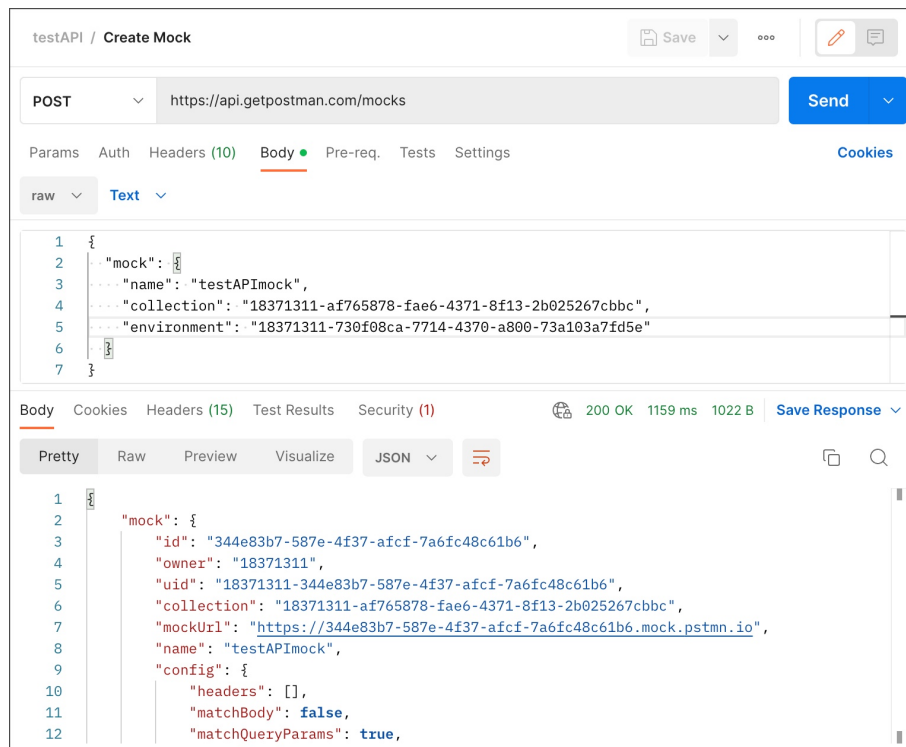 testAPI / Create Mock
Save
POST
https://api.getpostman.com/mocks
Send
Params Auth Headers (10) Body Pre-req. Tests Settings Cookies
raw Text
1 {
2 "mock": {
3 "name": "testAPImock",
4 "collection": "18371311-af765878-fae6-4371-8f13-2b025267cbbc",
5 "environment": "18371311-730f08ca-7714-4370-a800-73a103a7fd5e"
6 }
7 }
Body Cookies Headers (15) Test Results Security (1) 200 OK 1159 ms 1022 B Save Response
Pretty Raw Preview Visualize JSON
1 {
2 "mock": {
3 "id": "344e83b7-587e-4f37-afcf-7a6fc48c61b6",
4 "owner": "18371311",
5 "uid": "18371311-344e83b7-587e-4f37-afcf-7a6fc48c61b6",
6 "collection": "18371311-af765878-fae6-4371-8f13-2b025267cbbc",
7 "mockUrl": "https://344e83b7-587e-4f37-afcf-7a6fc48c61b6.mock.pstmn.io",
8 "name": "testAPImock",
9 "config": {
10 "headers": [],
11 "matchBody": false,
12 "matchQueryParams": true,